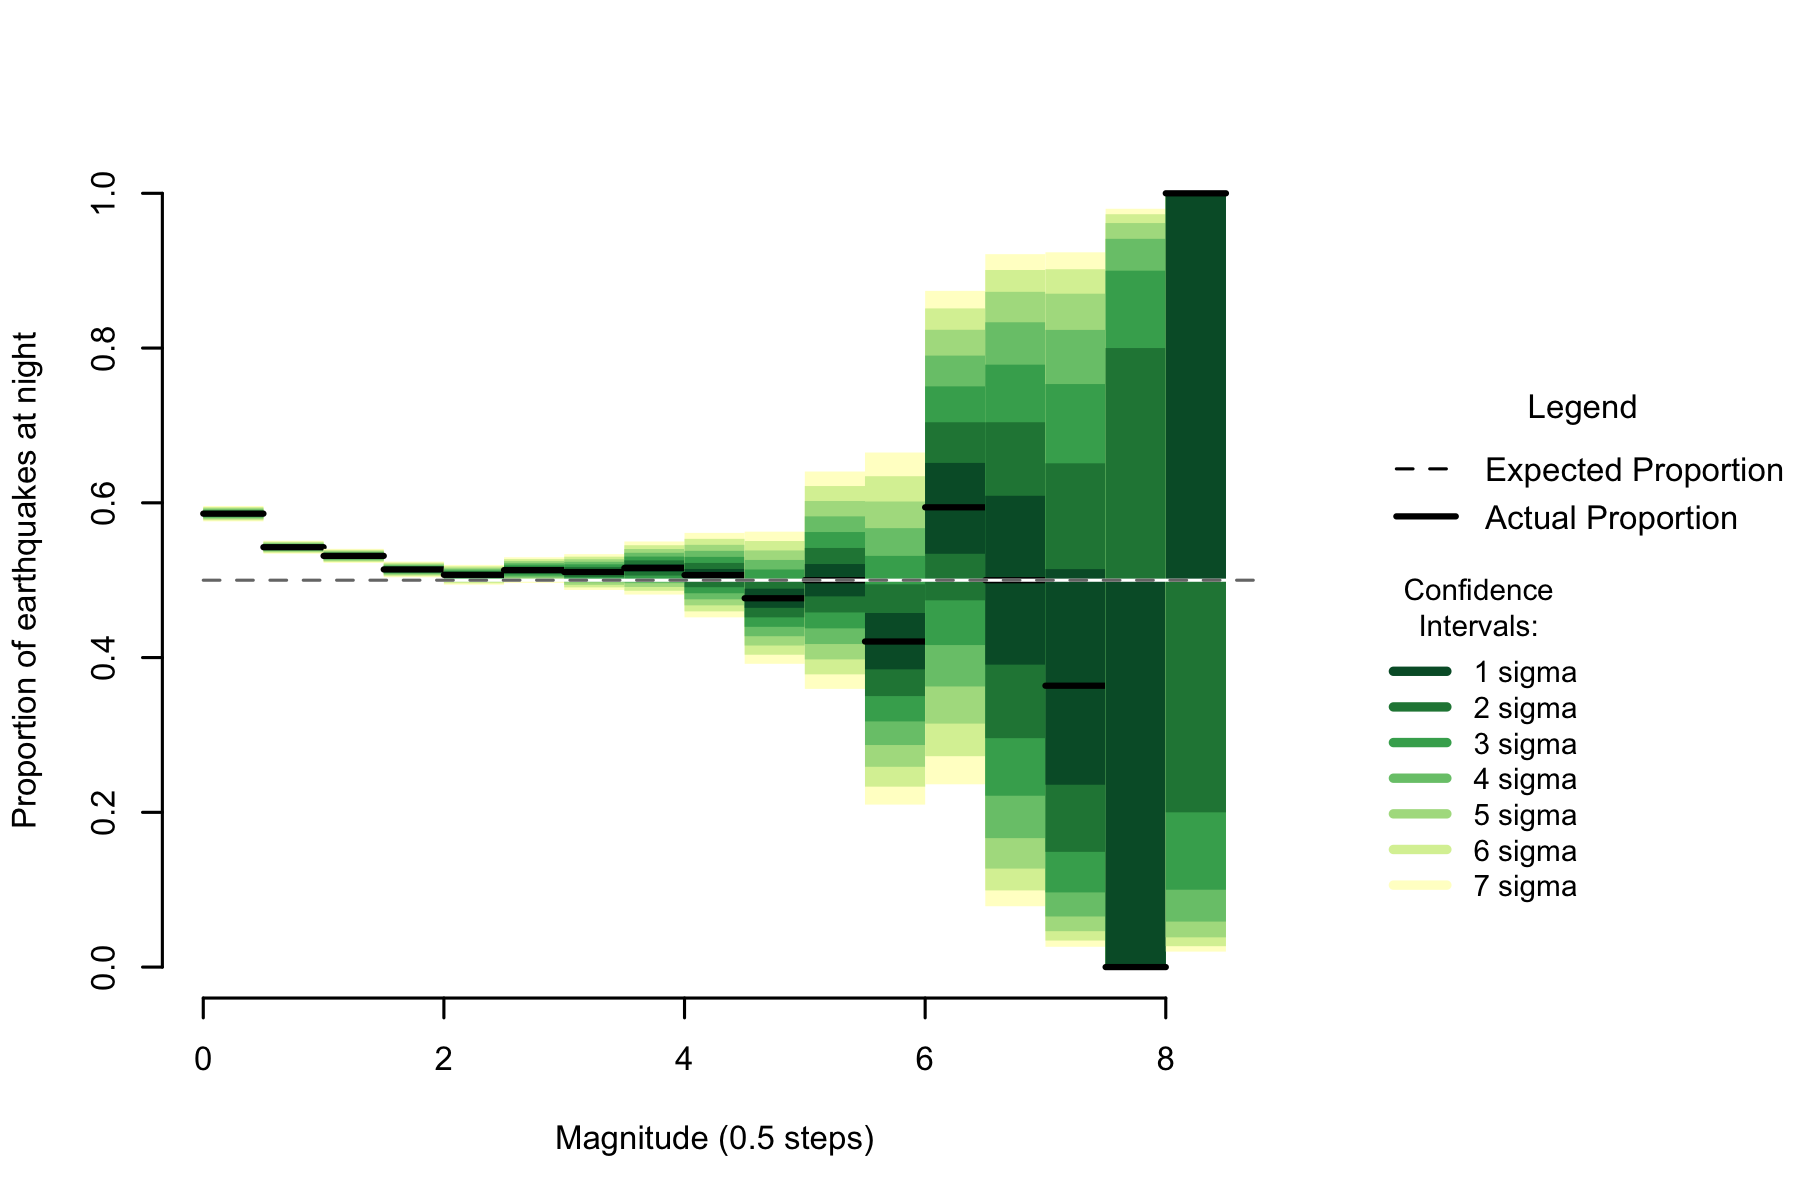 Proportion of earthquakes at night
1.0
0.8
0.6
0.4
0.2
0.0
0 2 4 6 8
Magnitude (0.5 steps)
Legend
Expected Proportion
Actual Proportion
Confidence
Intervals:
1 sigma
2 sigma
3 sigma
4 sigma
5 sigma
6 sigma
7 sigma